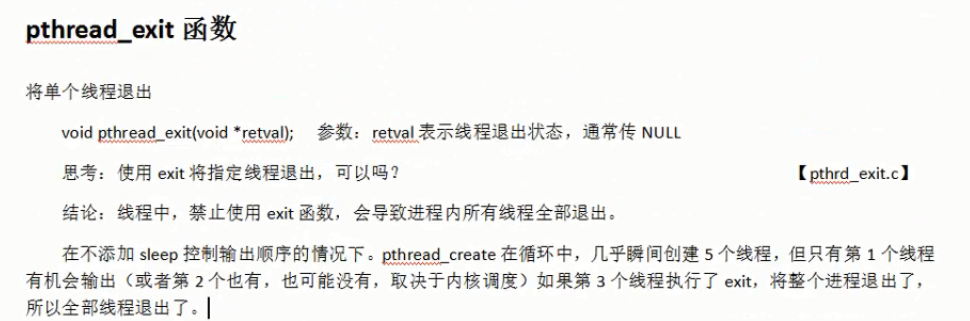 pthread_exit 函数
将单个线程退出
void pthread_exit(void *retval); 参数：retval 表示线程退出状态，通常传 NULL
思考：使用 exit 将指定线程退出，可以吗？ 【pthrd_exit.c】
结论：线程中，禁止使用 exit 函数，会导致进程内所有线程全部退出。
在不添加 sleep 控制输出顺序的情况下。pthread_create 在循环中，几乎瞬间创建 5 个线程，但只有第 1 个线程
有机会输出（或者第 2 个也有，也可能没有，取决于内核调度）如果第 3 个线程执行了 exit，将整个进程退出了，
所以全部线程退出了。